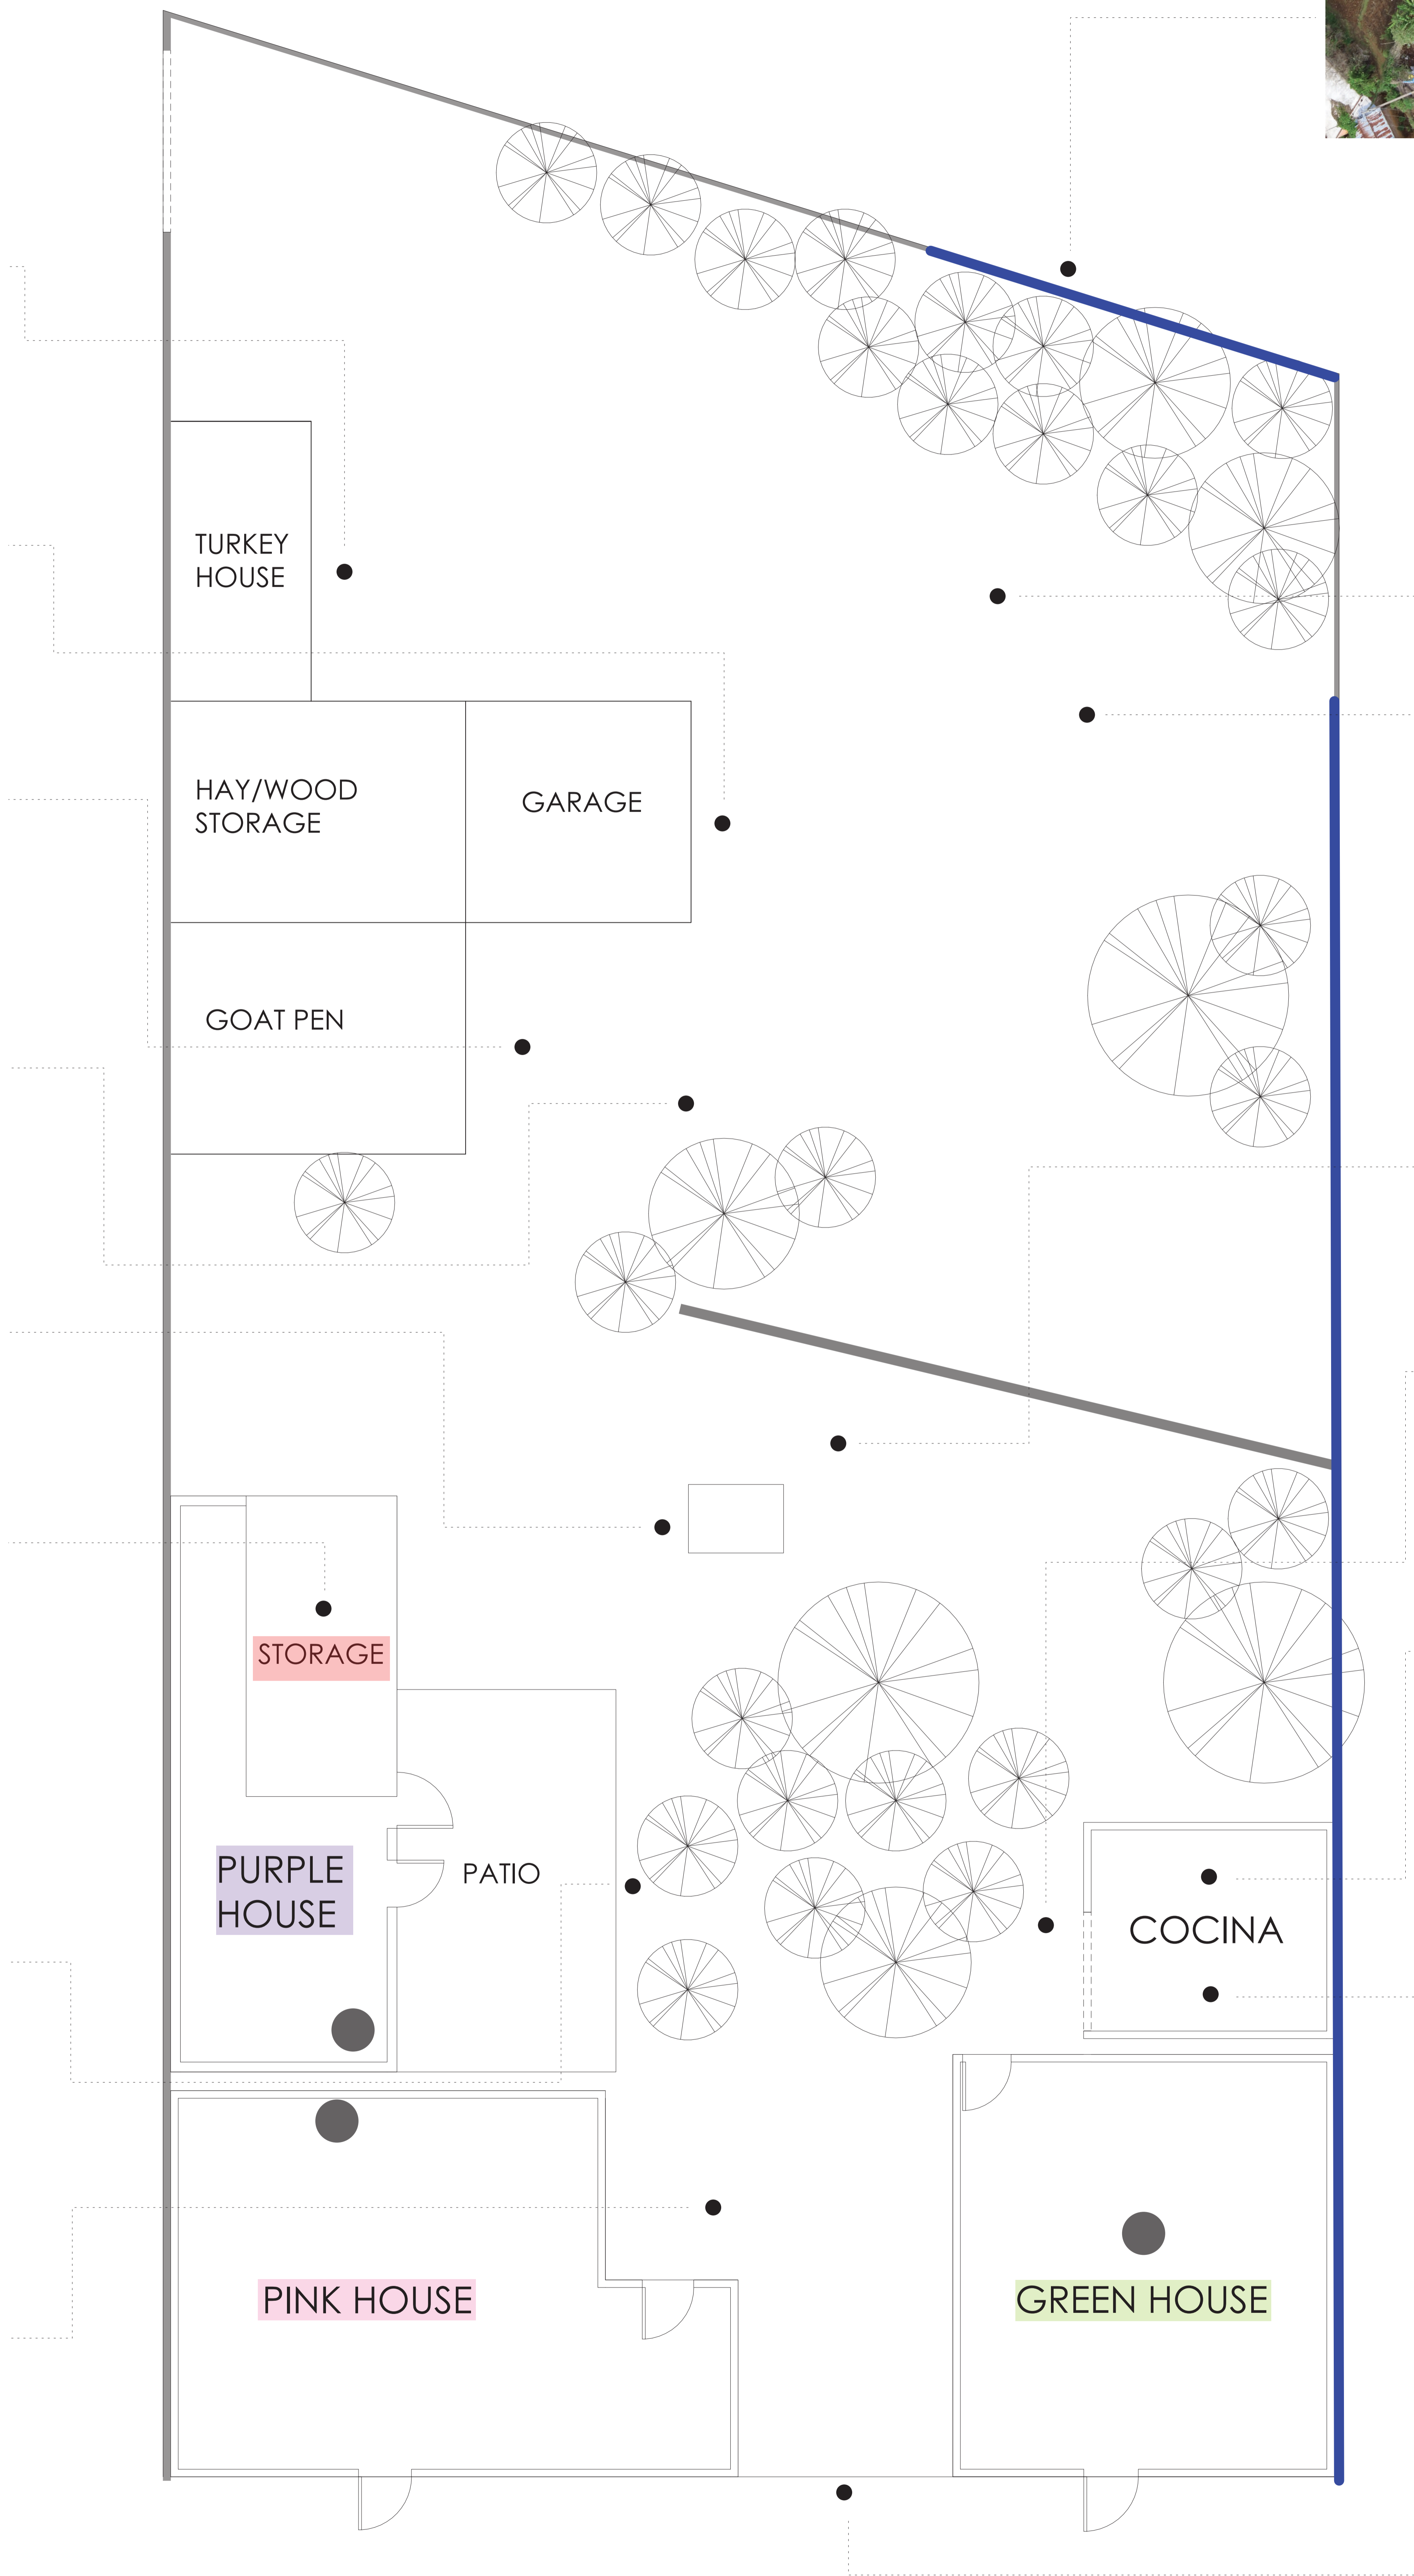 TURKEY
HOUSE
HAY/WOOD
STORAGE
GARAGE
GOAT PEN
STORAGE
PURPLE
HOUSE
PATIO
COCINA
PINK HOUSE
GREEN HOUSE